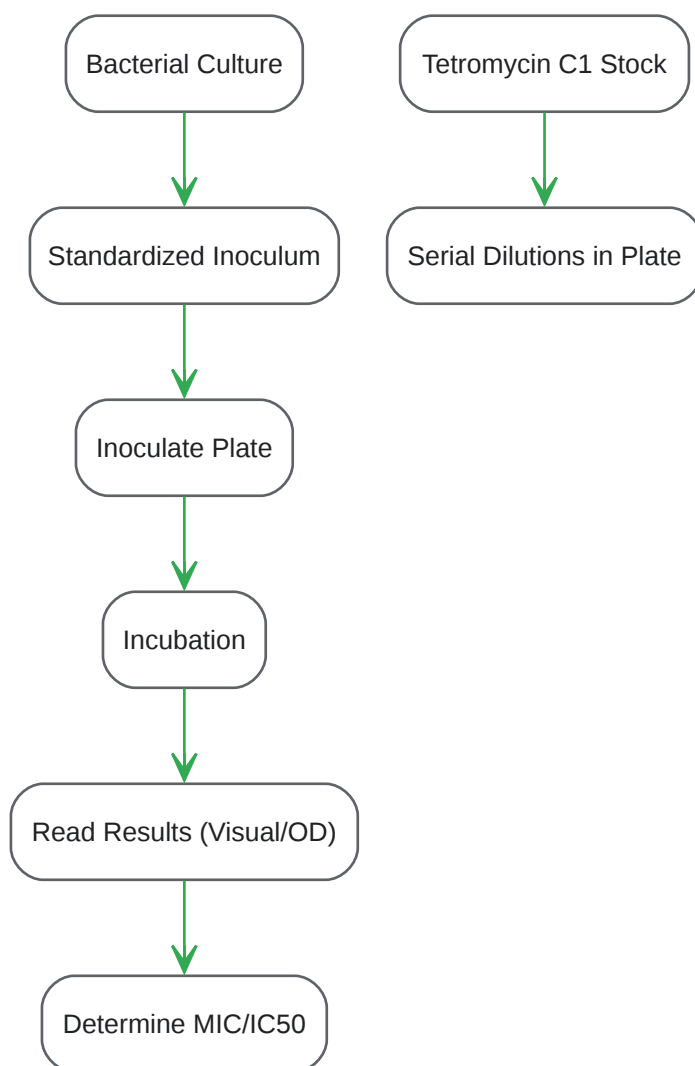 Bacterial Culture
Tetromycin C1 Stock
Standardized Inoculum
Serial Dilutions in Plate
Inoculate Plate
Incubation
Read Results (Visual/OD)
Determine MIC/IC50